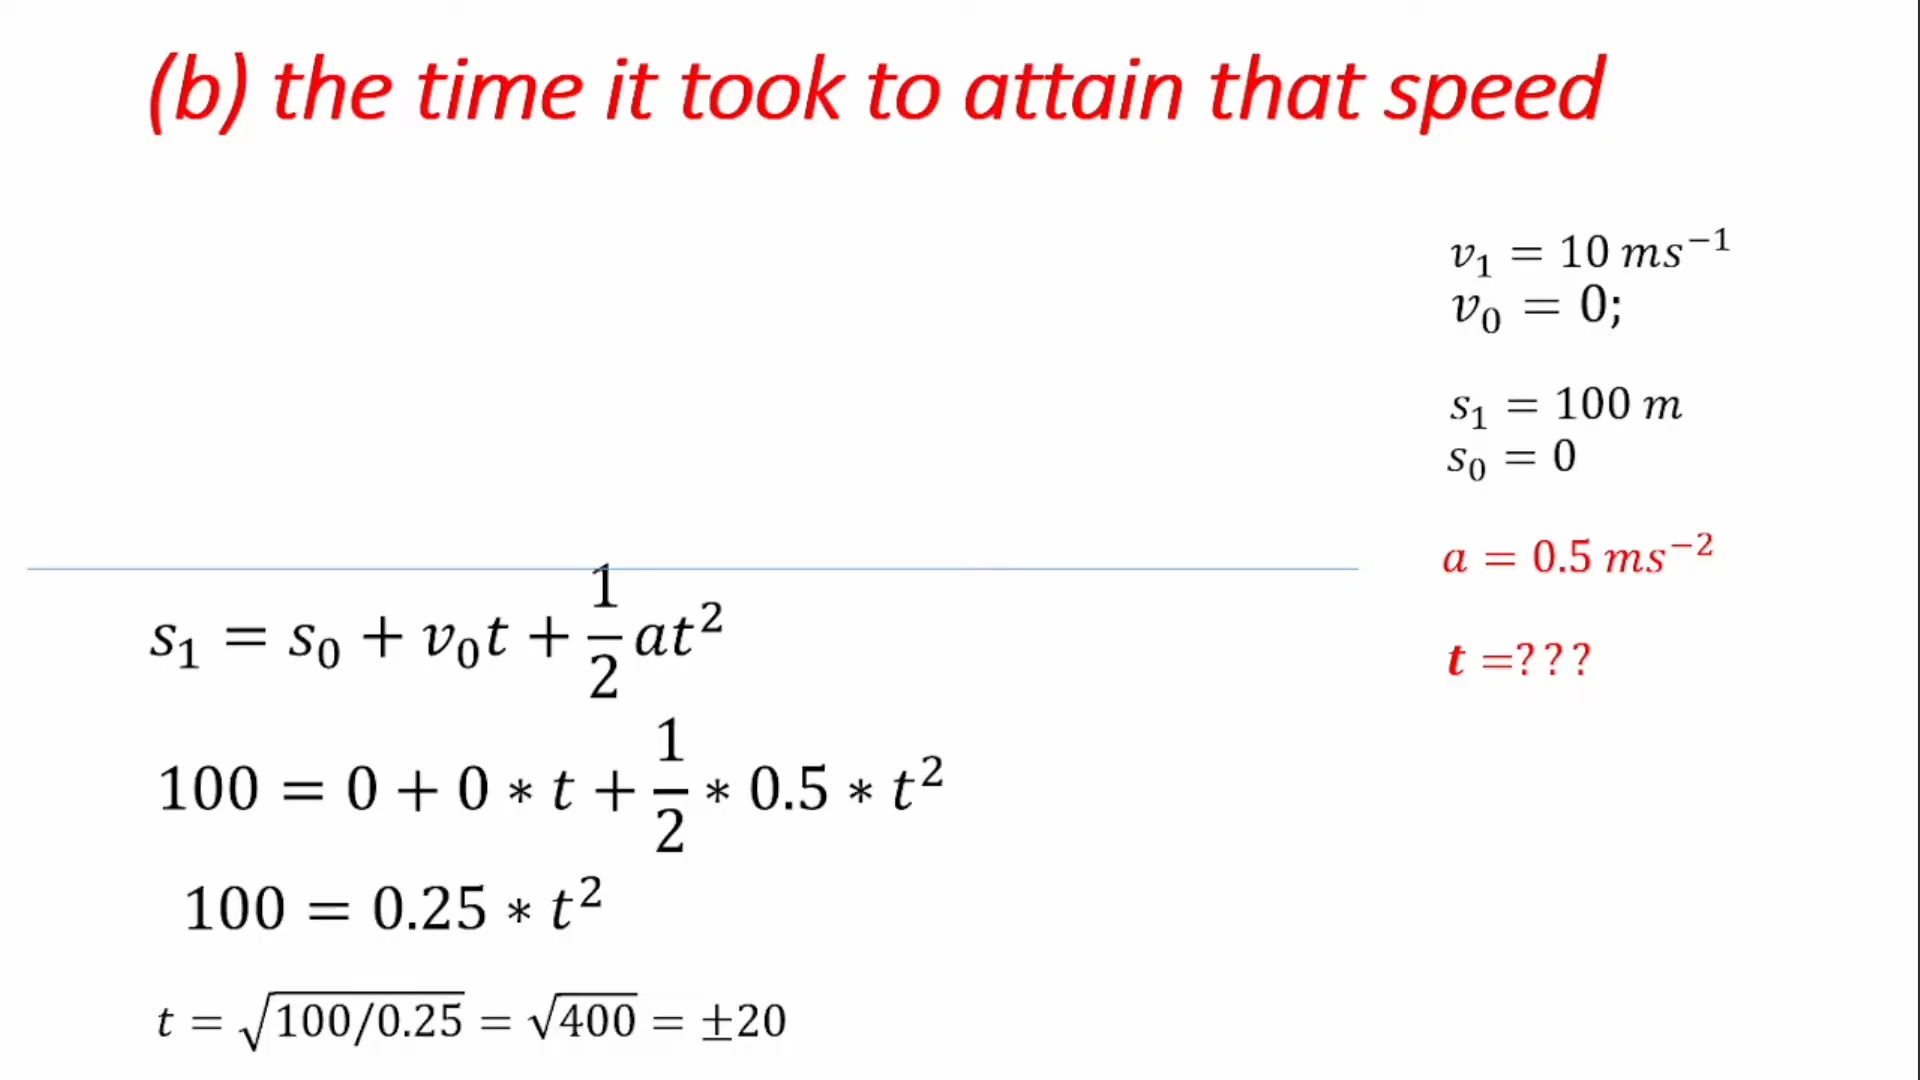 (b) the time it took to attain that speed
v₁ = 10 ms⁻¹
v₀ = 0;
s₁ = 100 m
s₀ = 0
a = 0.5 ms⁻²
t =???
s₁ = s₀ + v₀t + 1/2 at²
100 = 0 + 0 * t + 1/2 * 0.5 * t²
100 = 0.25 * t²
t = √100/0.25 = √400 = ±20